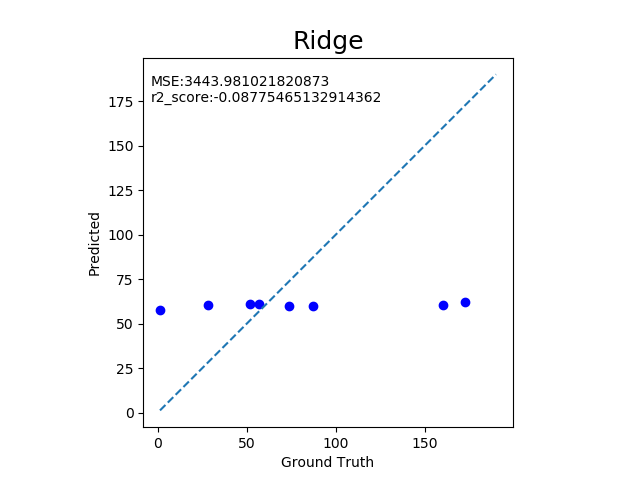 Ridge
MSE:3443.981021820873
r2_score:-0.08775465132914362
175
150
125
100
75
50
25
0
Predicted
0 50 100 150
Ground Truth